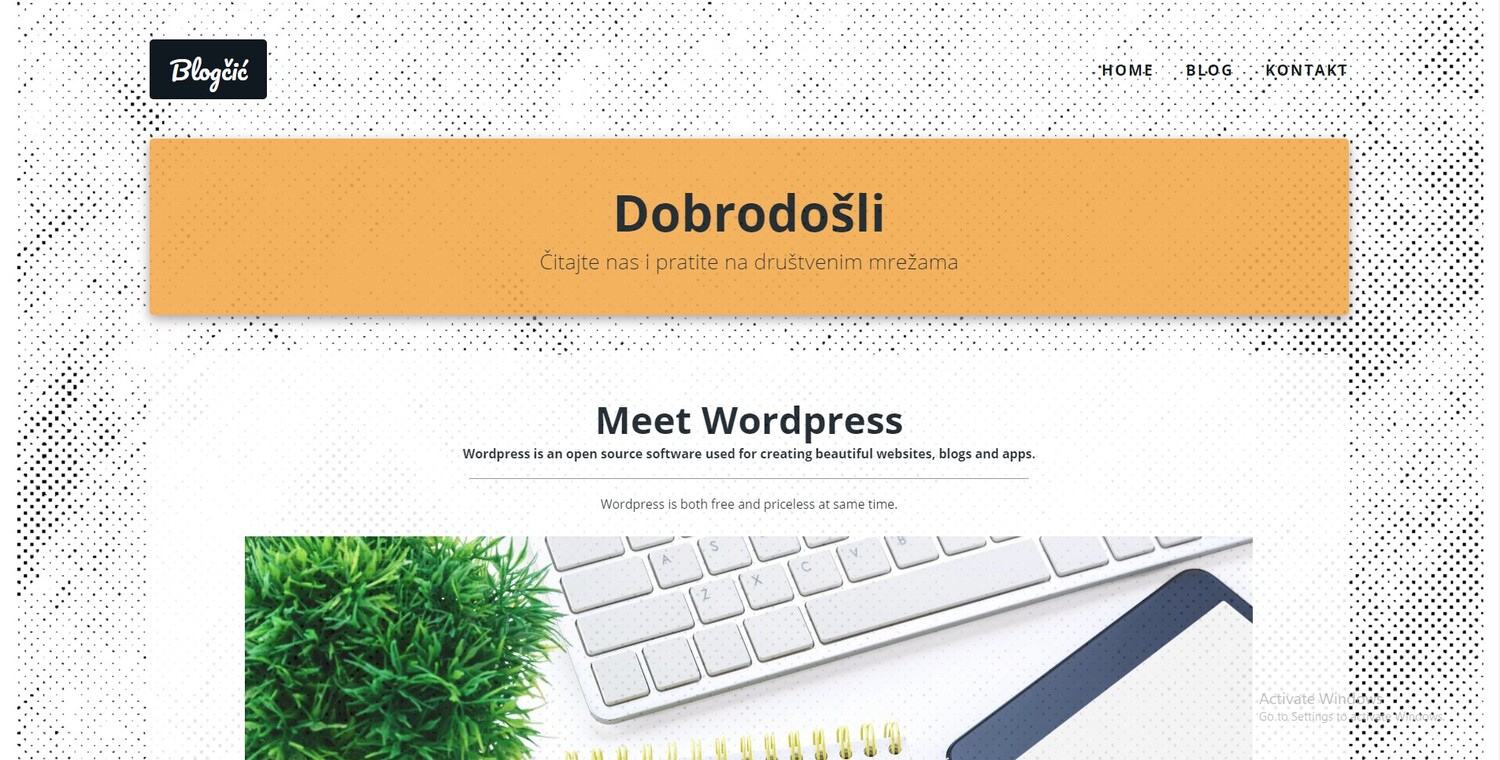 Blogčić
HOME BLOG KONTAKT
Dobrodošli
Čitajte nas i pratite na društvenim mrežama
Meet Wordpress
Wordpress is an open source software used for creating beautiful websites, blogs and apps.
Wordpress is both free and priceless at same time.
A S
Z X C V B
Activate Windows
Go to Settings to activate Windows.